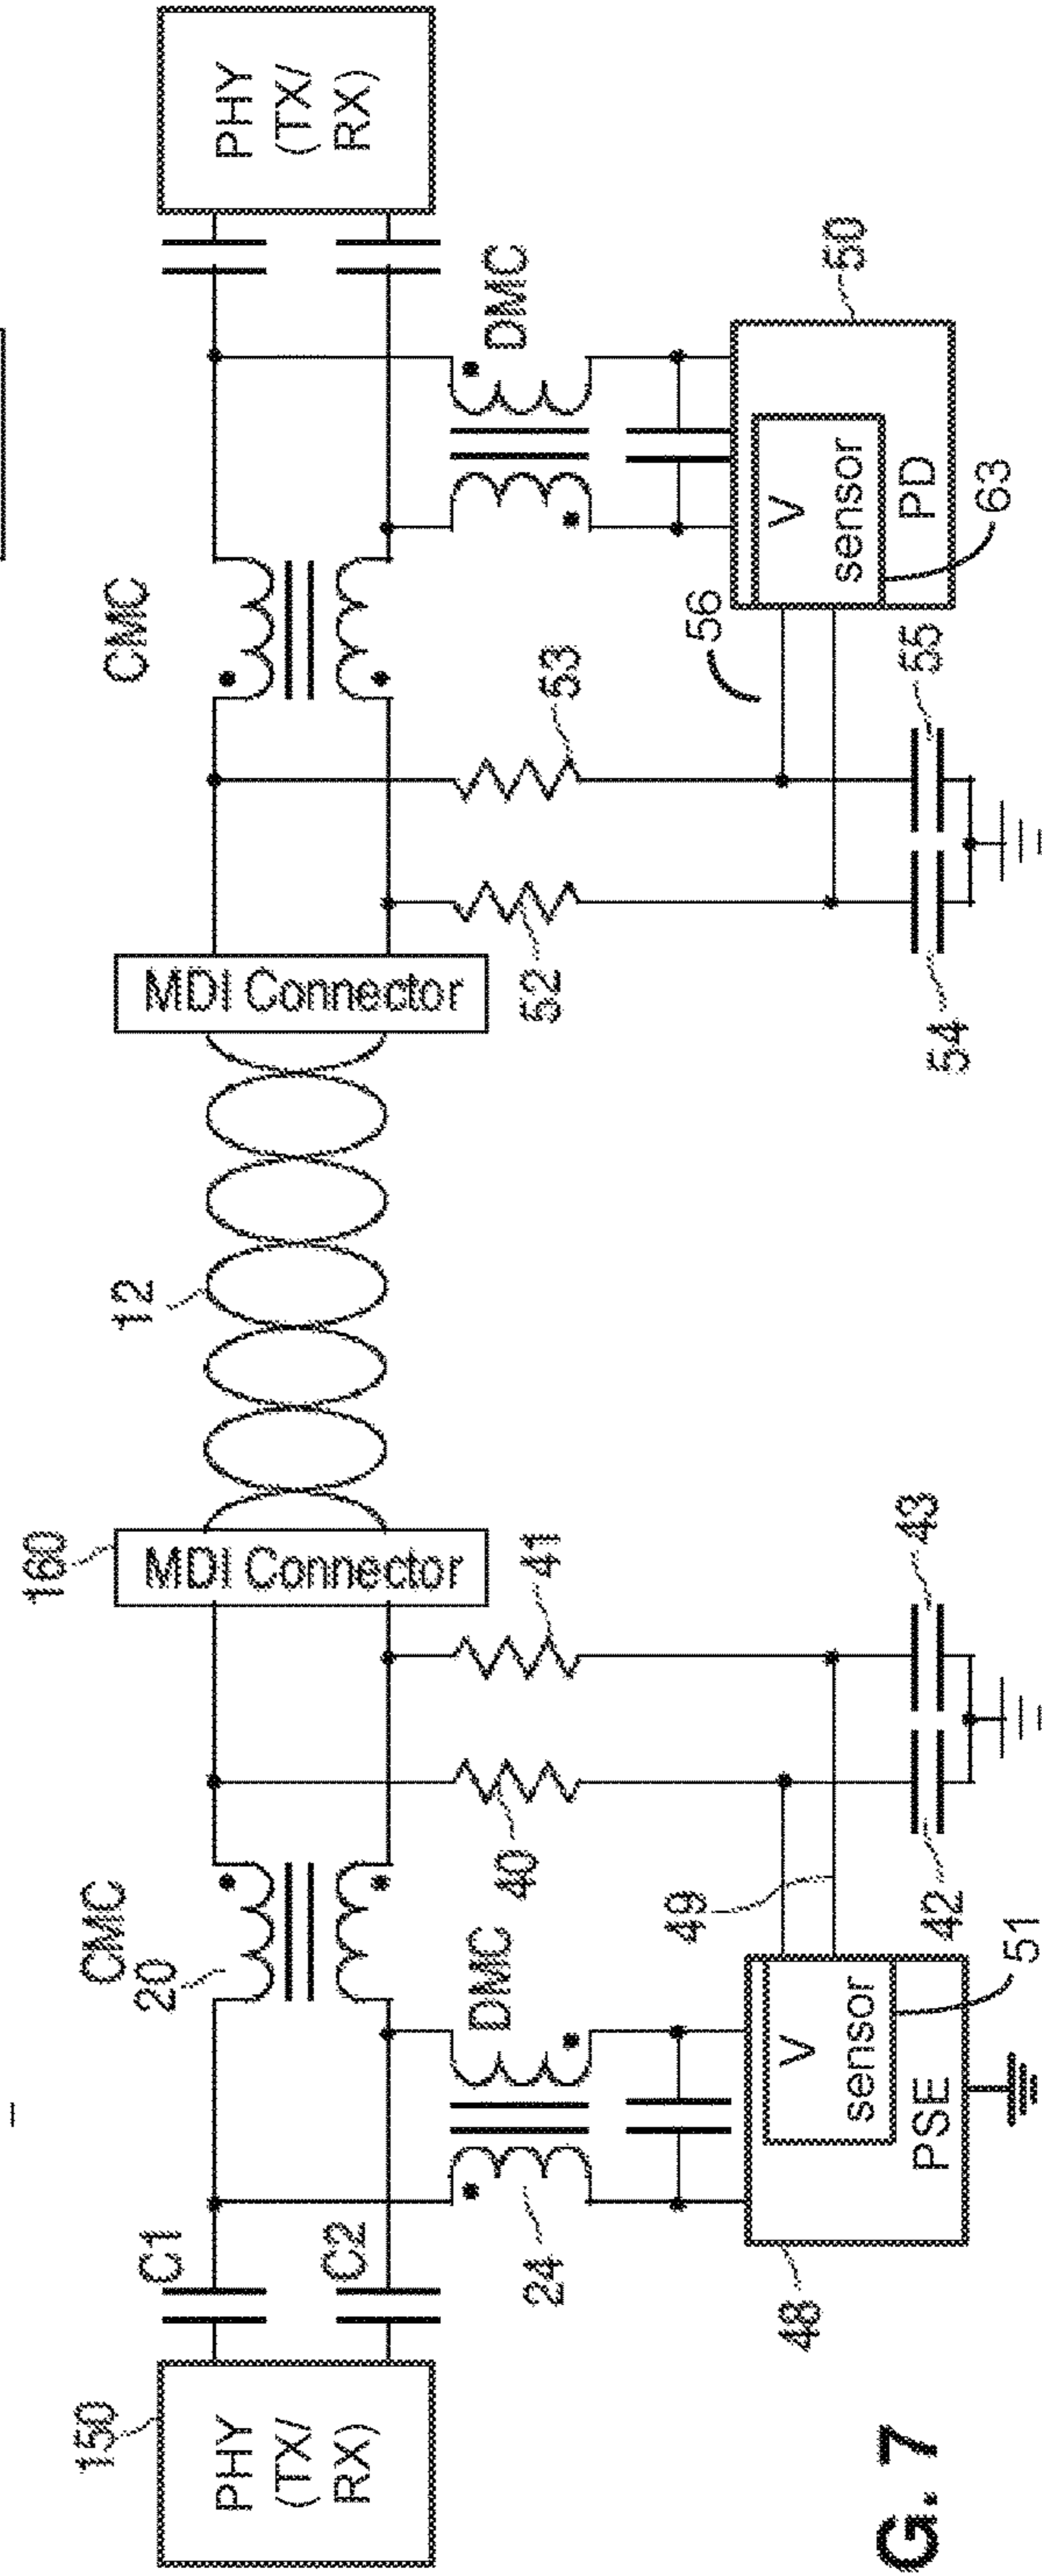 150
PHY
(TX/
RX)
C1
C2
CMC
20
160
MDI Connector
12
MDI Connector
CMC
PHY
(TX/
RX)
24
DMC
40
41
52
53
DMC
48
V
sensor
PSE
49
51
42
43
54
55
56
V
sensor
PD
63
50
G. 7